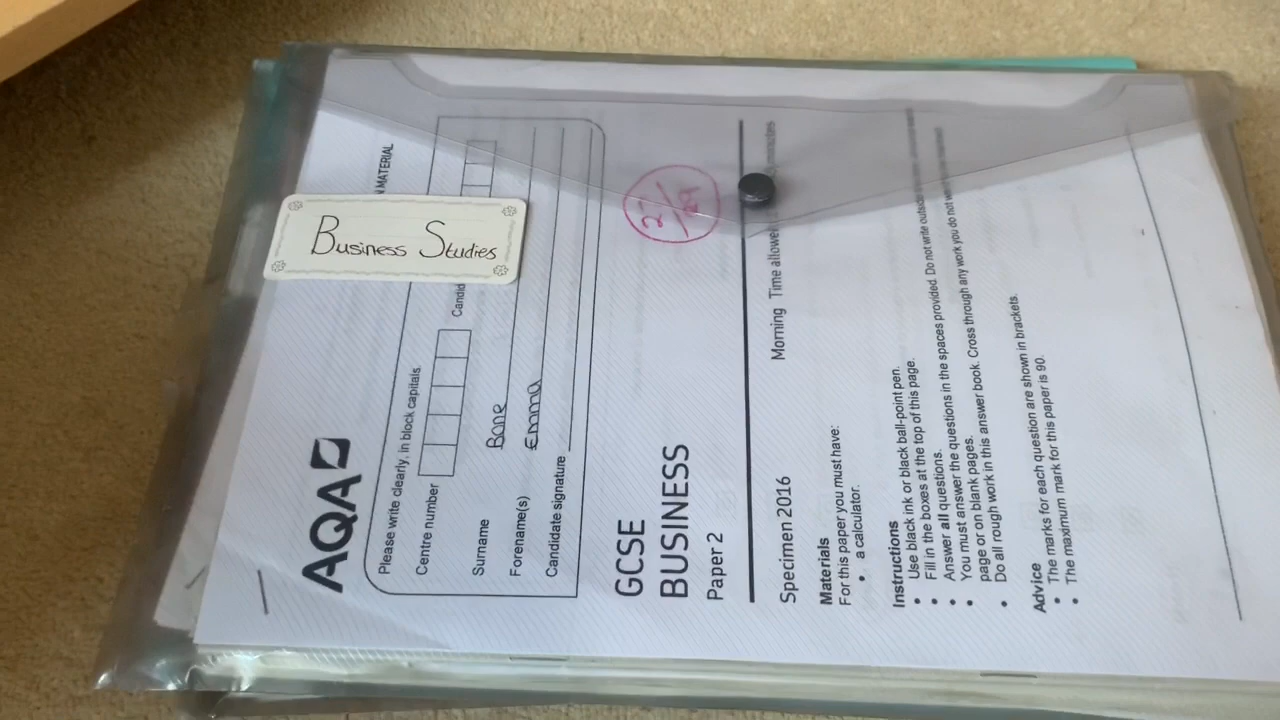 N MATERIAL
Business Studies
AQA
Please write clearly, in block capitals.
Centre number
Candid
Surname
Bane
Forename(s)
Emma
Candidate signature
GCSE
BUSINESS
Paper 2
Specimen 2016
Morning Time allowe
Materials
For this paper you must have:
• a calculator.
Instructions
• Use black ink or black ball-point pen.
• Fill in the boxes at the top of this page.
• Answer all questions.
• You must answer the questions in the spaces provided. Do not write outside
page or on blank pages.
• Do all rough work in this answer book. Cross through any work you do not
Advice
• The marks for each question are shown in brackets.
• The maximum mark for this paper is 90.